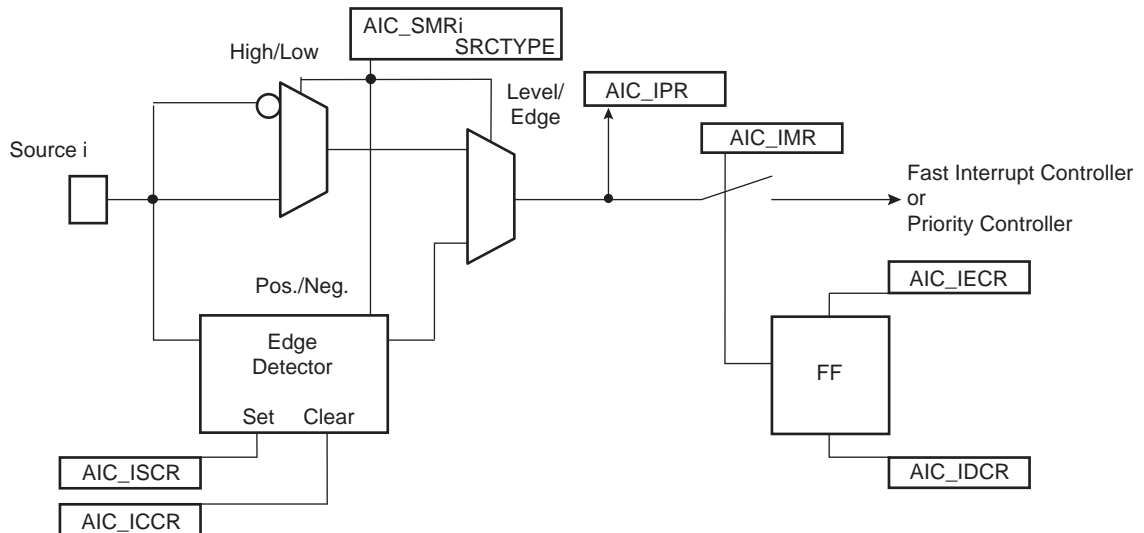 AIC_SMRi
SRCTYPE
High/Low
Level/
Edge
AIC_IPR
AIC_IMR
Source i
Fast Interrupt Controller
or
Priority Controller
Pos./Neg.
AIC_IECR
Edge
Detector
FF
Set Clear
AIC_ISCR
AIC_IDCR
AIC_ICCR